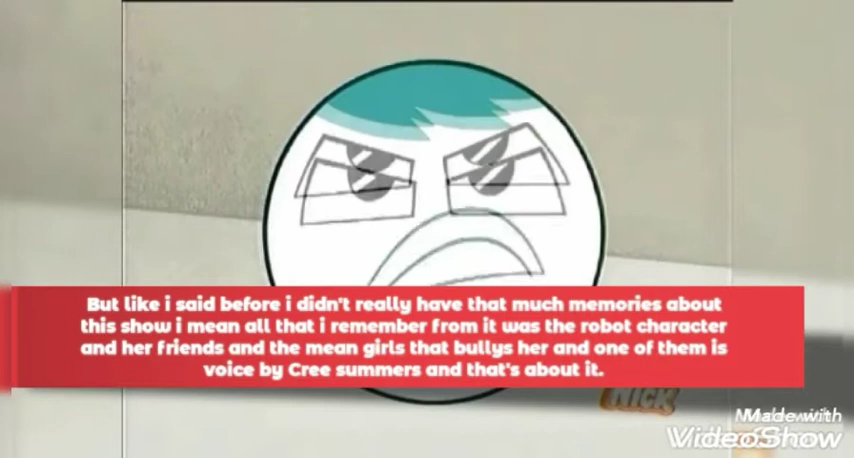 But like i said before i didn't really have that much memories about
this show i mean all that i remember from it was the robot character
and her friends and the mean girls that bullys her and one of them is
voice by Cree summers and that's about it.
NICK
Made with
VideoShow